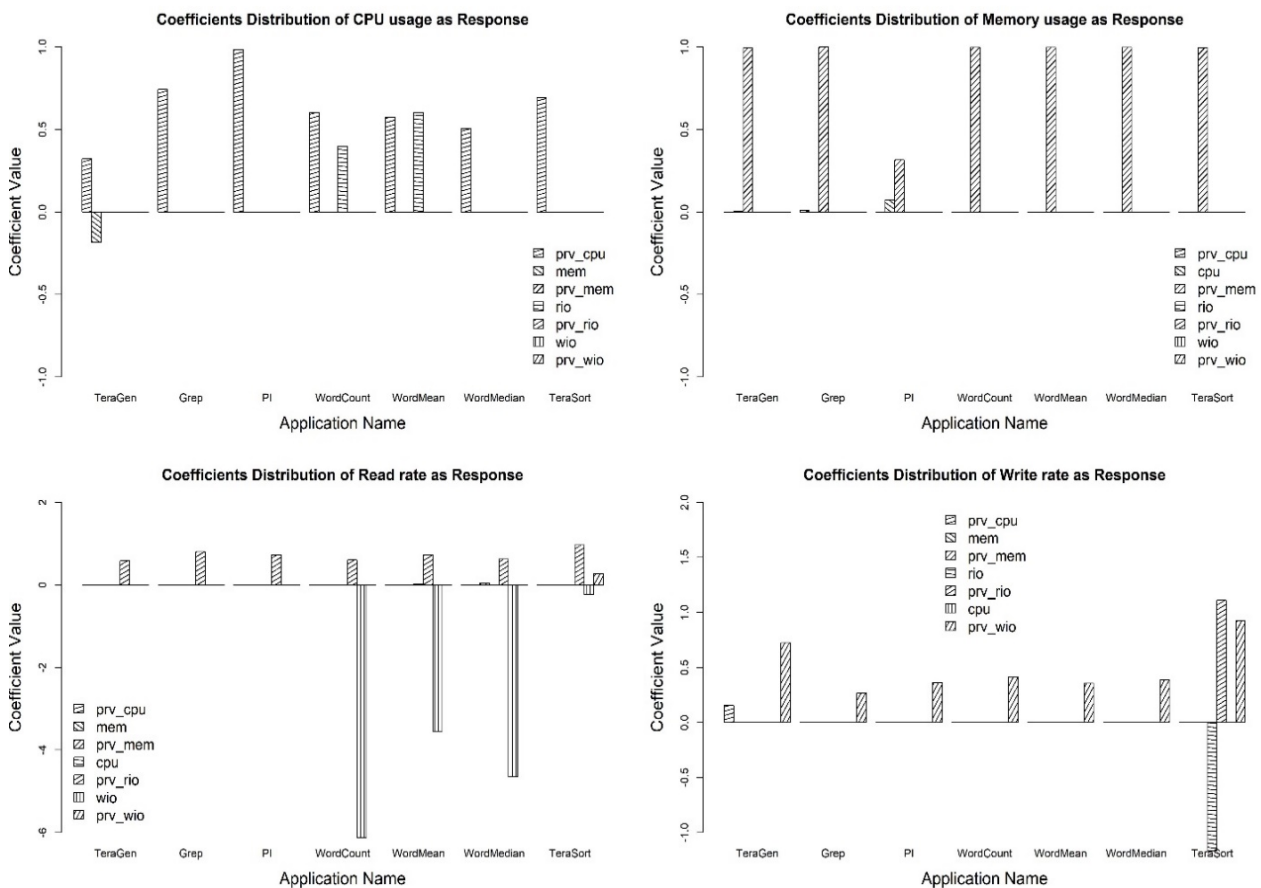 Coefficients Distribution of CPU usage as Response
Coefficient Value
1.0
0.5
0.0
-0.5
-1.0
prv_cpu
mem
prv_mem
rio
prv_rio
wio
prv_wio
TeraGen Grep PI WordCount WordMean WordMedian TeraSort
Application Name
Coefficients Distribution of Memory usage as Response
Coefficient Value
1.0
0.5
0.0
-0.5
-1.0
prv_cpu
cpu
prv_mem
rio
prv_rio
wio
prv_wio
TeraGen Grep PI WordCount WordMean WordMedian TeraSort
Application Name
Coefficients Distribution of Read rate as Response
Coefficient Value
2
0
-2
-4
-6
prv_cpu
mem
prv_mem
cpu
prv_rio
wio
prv_wio
TeraGen Grep PI WordCount WordMean WordMedian TeraSort
Application Name
Coefficients Distribution of Write rate as Response
Coefficient Value
2.0
1.5
1.0
0.5
0.0
-0.5
-1.0
prv_cpu
mem
prv_mem
rio
prv_rio
cpu
prv_wio
TeraGen Grep PI WordCount WordMean WordMedian TeraSort
Application Name